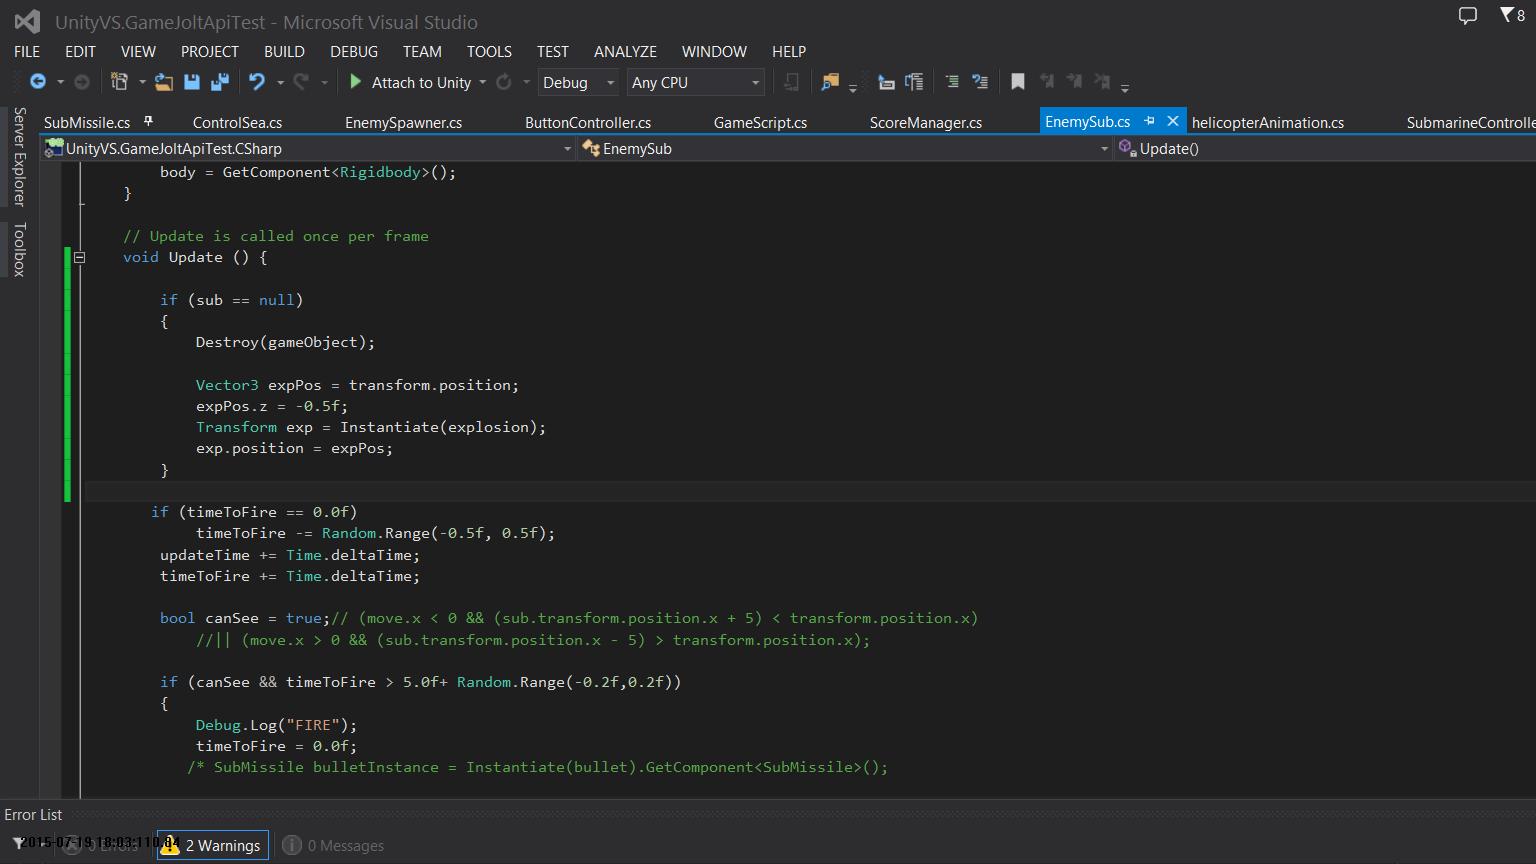 UnityVS.GameJoltApiTest - Microsoft Visual Studio
8
FILE EDIT VIEW PROJECT BUILD DEBUG TEAM TOOLS TEST ANALYZE WINDOW HELP
Attach to Unity Debug Any CPU
Server Explorer
Toolbox
SubMissile.cs ControlSea.cs EnemySpawner.cs ButtonController.cs GameScript.cs ScoreManager.cs EnemySub.cs helicopterAnimation.cs SubmarineControlle
UnityVS.GameJoltApiTest.CSharp EnemySub Update()
body = GetComponent<Rigidbody>();
}
// Update is called once per frame
void Update () {
if (sub == null)
{
Destroy(gameObject);
Vector3 expPos = transform.position;
expPos.z = -0.5f;
Transform exp = Instantiate(explosion);
exp.position = expPos;
}
if (timeToFire == 0.0f)
timeToFire -= Random.Range(-0.5f, 0.5f);
updateTime += Time.deltaTime;
timeToFire += Time.deltaTime;
bool canSee = true;// (move.x < 0 && (sub.transform.position.x + 5) < transform.position.x)
//|| (move.x > 0 && (sub.transform.position.x - 5) > transform.position.x);
if (canSee && timeToFire > 5.0f+ Random.Range(-0.2f,0.2f))
{
Debug.Log("FIRE");
timeToFire = 0.0f;
/* SubMissile bulletInstance = Instantiate(bullet).GetComponent<SubMissile>();
Error List
0 Errors 2 Warnings 0 Messages
2015-07-19 18:03:110.84